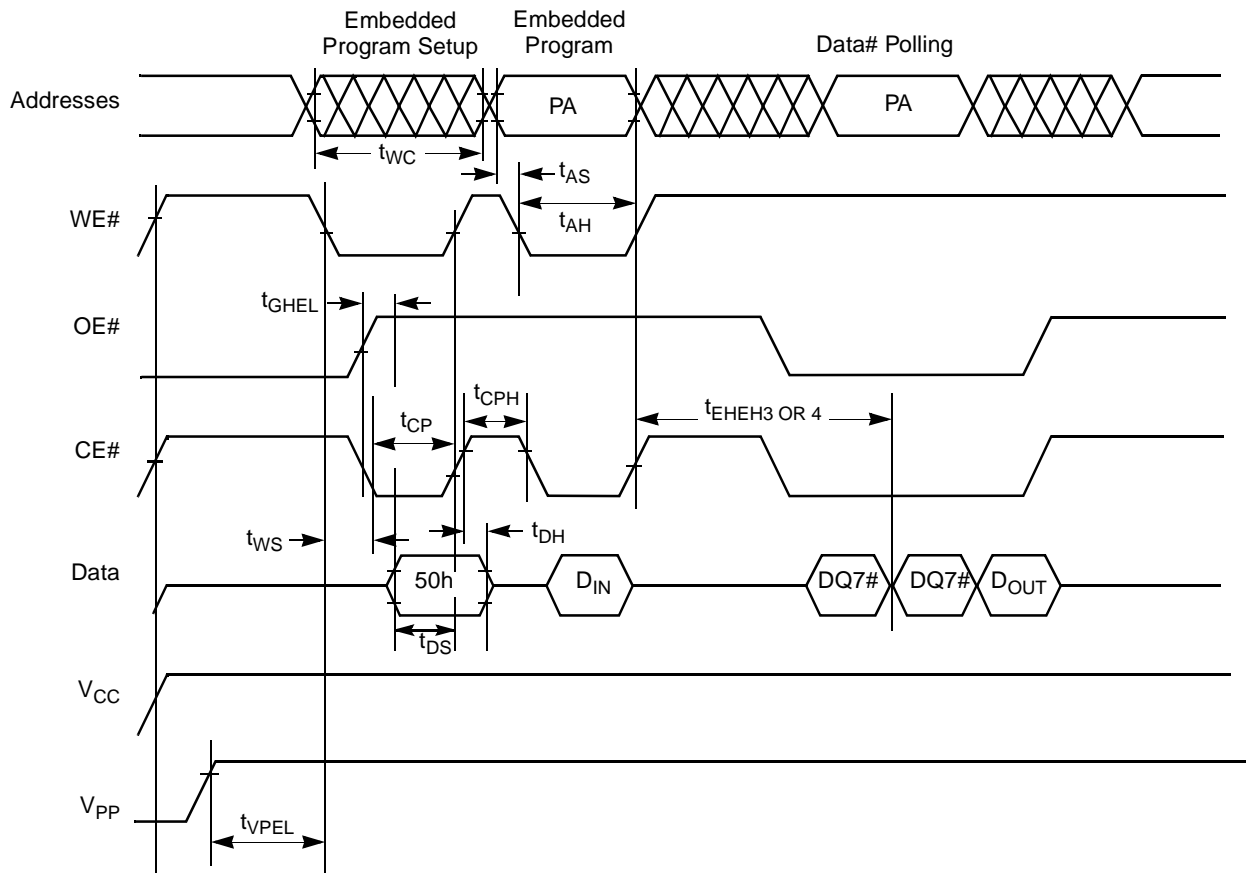 Embedded
Program Setup
Embedded
Program
Data# Polling
Addresses
PA
PA
tWC
tAS
WE#
tAH
tGHEL
OE#
tCPH
tCP
tEHEH3 OR 4
CE#
tWS
tDH
Data
50h
DIN
DQ7#
DQ7#
DOUT
tDS
VCC
VPP
tVPEL